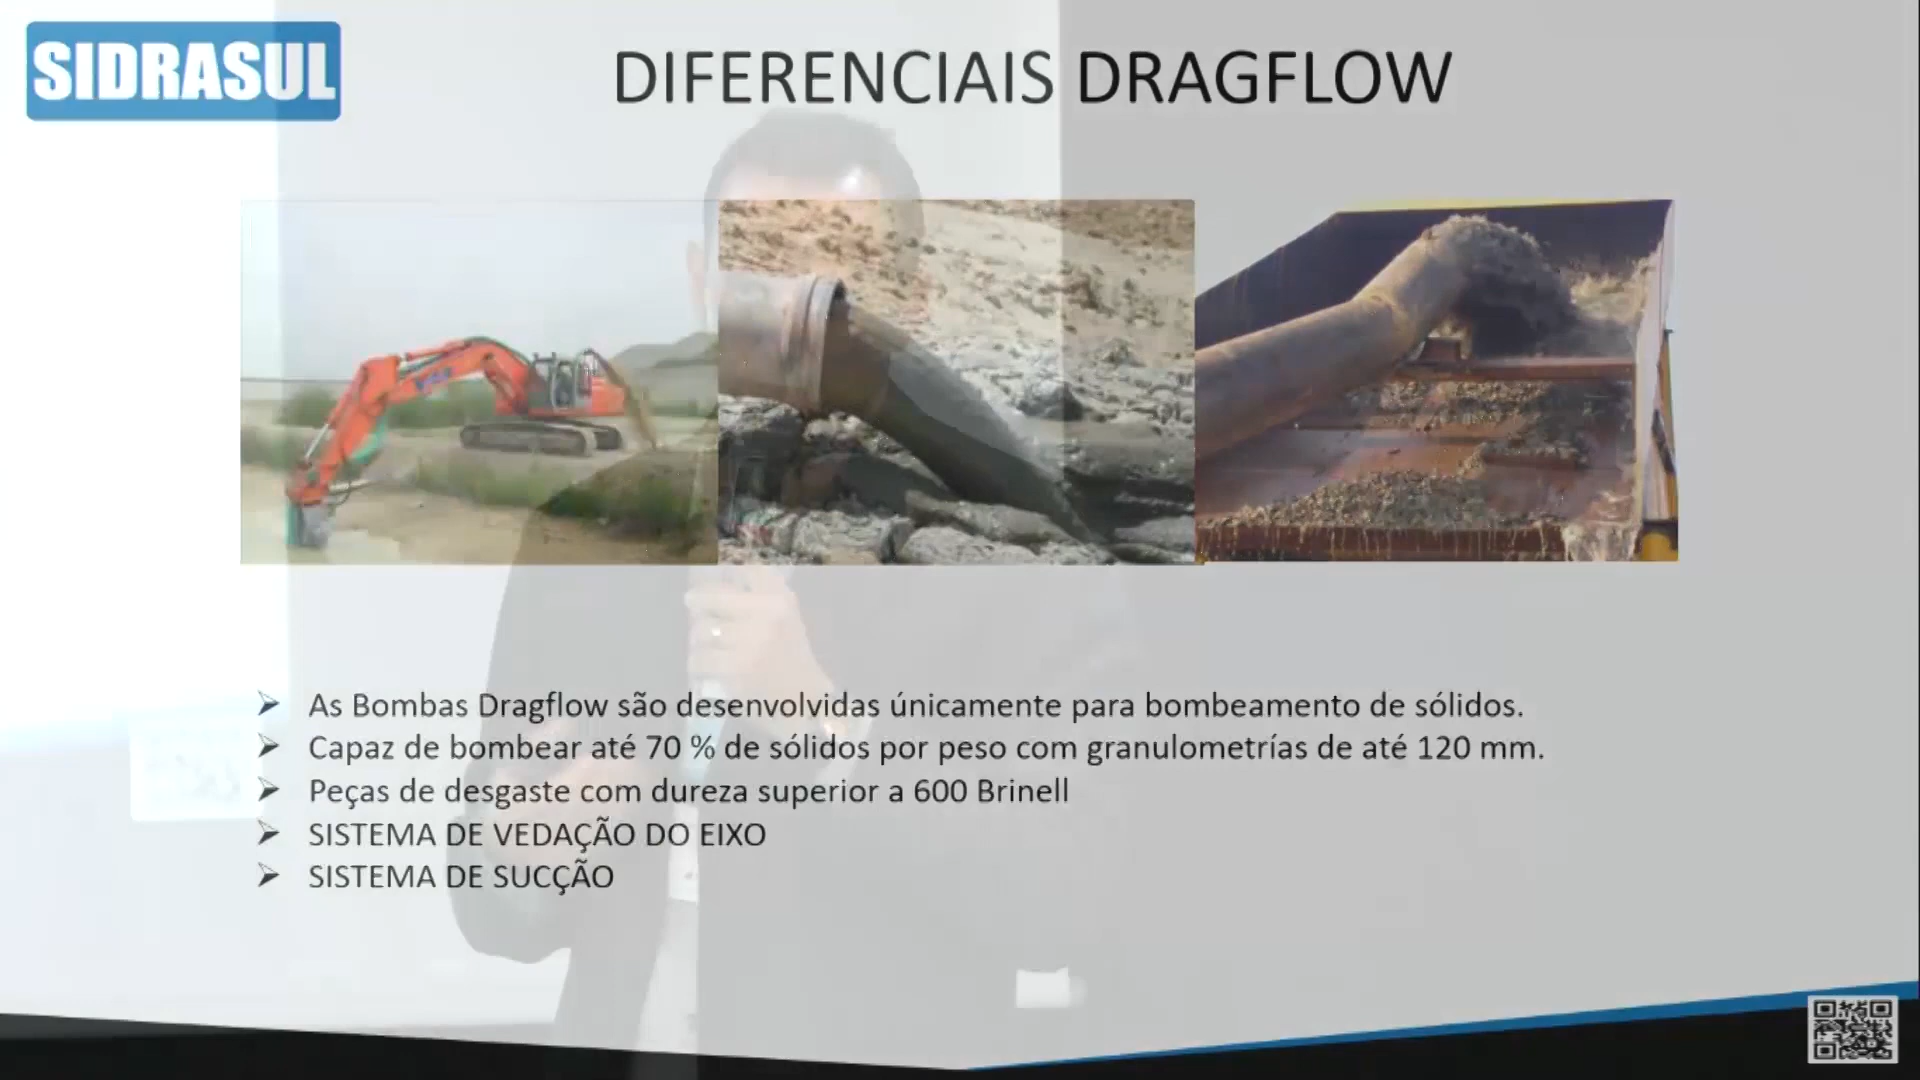 SIDRASUL
DIFERENCIAIS DRAGFLOW
As Bombas Dragflow são desenvolvidas únicamente para bombeamento de sólidos.
Capaz de bombear até 70 % de sólidos por peso com granulometrías de até 120 mm.
Peças de desgaste com dureza superior a 600 Brinell
SISTEMA DE VEDAÇÃO DO EIXO
SISTEMA DE SUCÇÃO